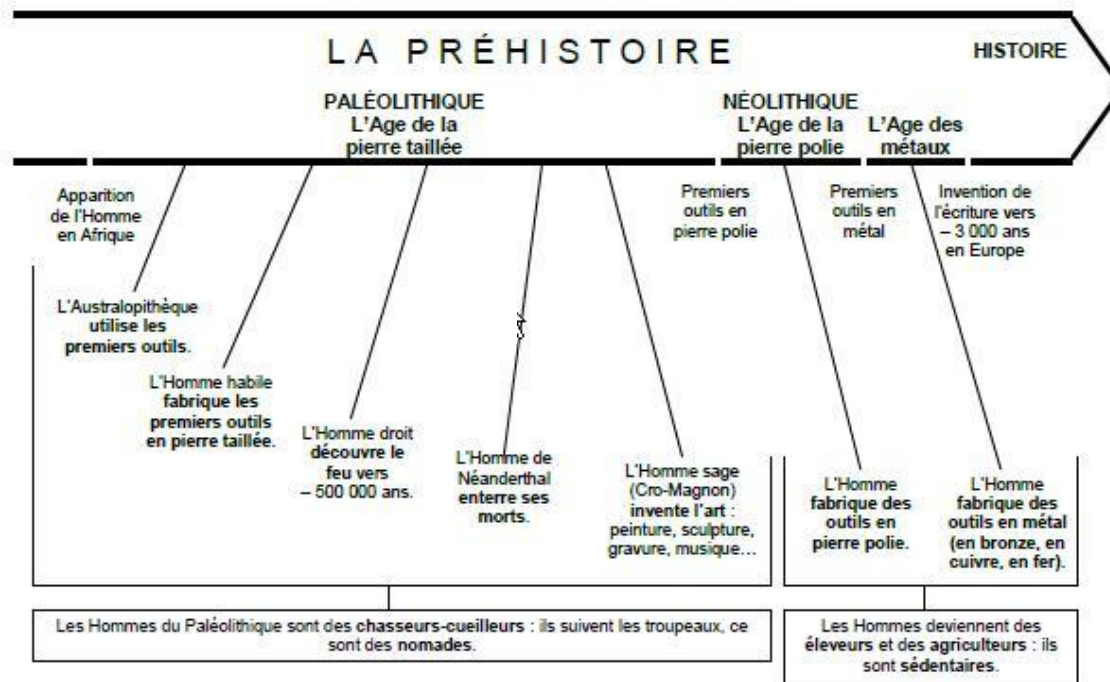 LA PRÉHISTOIRE
HISTOIRE
PALÉOLITHIQUE
L'Age de la
pierre taillée
NÉOLITHIQUE
L'Age de la
pierre polie
L'Age des
métaux
Apparition
de l'Homme
en Afrique
Premiers
outils en
pierre polie
Premiers
outils en
métal
Invention de
l'écriture vers
– 3 000 ans
en Europe
L'Australopithèque
utilise les
premiers outils.
L'Homme habile
fabrique les
premiers outils
en pierre taillée.
L'Homme droit
découvre le
feu vers
– 500 000 ans.
L'Homme de
Néanderthal
enterre ses
morts.
L'Homme sage
(Cro-Magnon)
invente l'art :
peinture, sculpture,
gravure, musique…
L'Homme
fabrique des
outils en
pierre polie.
L'Homme
fabrique des
outils en métal
(en bronze, en
cuivre, en fer).
Les Hommes du Paléolithique sont des chasseurs-cueilleurs : ils suivent les troupeaux, ce
sont des nomades.
Les Hommes deviennent des
éleveurs et des agriculteurs : ils
sont sédentaires.